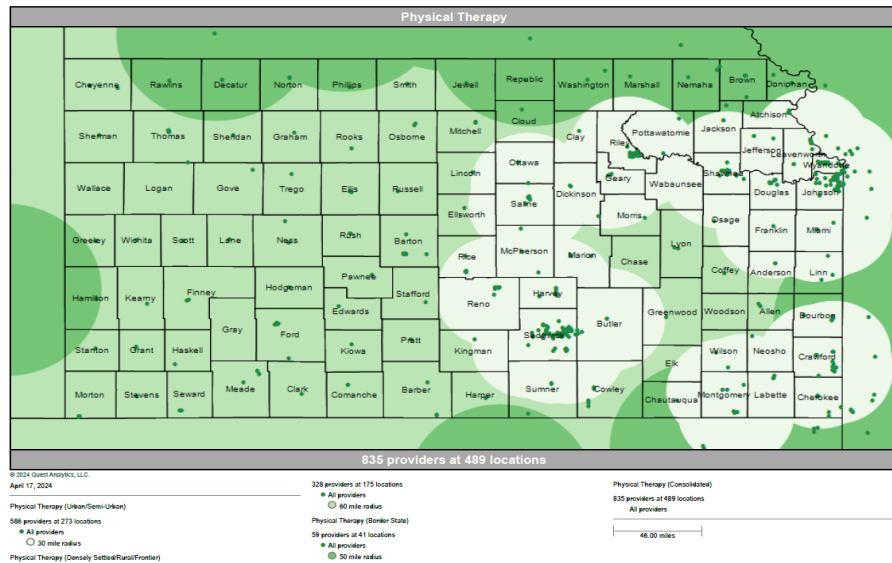 Physical Therapy
Cheyenne Rawlins Decatur Norton Phillips Smith Jewell Republic Washington Marshall Nemaha Brown Doniphan
Cloud Atchison
Sherman Thomas Sheridan Graham Rooks Osborne Mitchell Clay Riley Pottawatomie Jackson
Jefferson Leavenworth
Ottawa Wyandotte
Wallace Logan Gove Trego Ellis Russell Lincoln Dickinson Geary Wabaunsee Shawnee Douglas Johnson
Saline
Ellsworth Morris Osage
Greeley Wichita Scott Lane Ness Rush Barton McPherson Marion Chase Lyon Franklin Miami
Rice
Hamilton Kearny Finney Hodgeman Pawnee Stafford Reno Harvey Coffey Anderson Linn
Gray Ford Edwards Butler Greenwood Woodson Allen Bourbon
Stanton Grant Haskell Kiowa Pratt Kingman Sedgwick Elk Wilson Neosho Crawford
Morton Stevens Seward Meade Clark Comanche Barber Harper Sumner Cowley Chautauqua Montgomery Labette Cherokee
835 providers at 489 locations
© 2024 Quest Analytics, LLC.
April 17, 2024
Physical Therapy (Urban/Semi-Urban)
586 providers at 273 locations
All providers
30 mile radius
Physical Therapy (Densely Settled/Rural/Frontier)
328 providers at 175 locations
All providers
60 mile radius
Physical Therapy (Border State)
59 providers at 41 locations
All providers
50 mile radius
Physical Therapy (Consolidated)
835 providers at 489 locations
All providers
46.00 miles